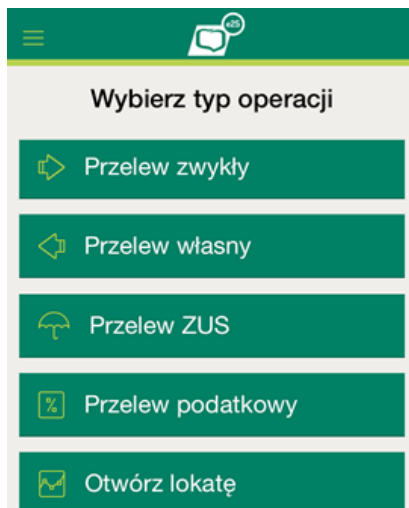 e25
Wybierz typ operacji
Przelew zwykły
Przelew własny
Przelew ZUS
%
Przelew podatkowy
Otwórz lokatę